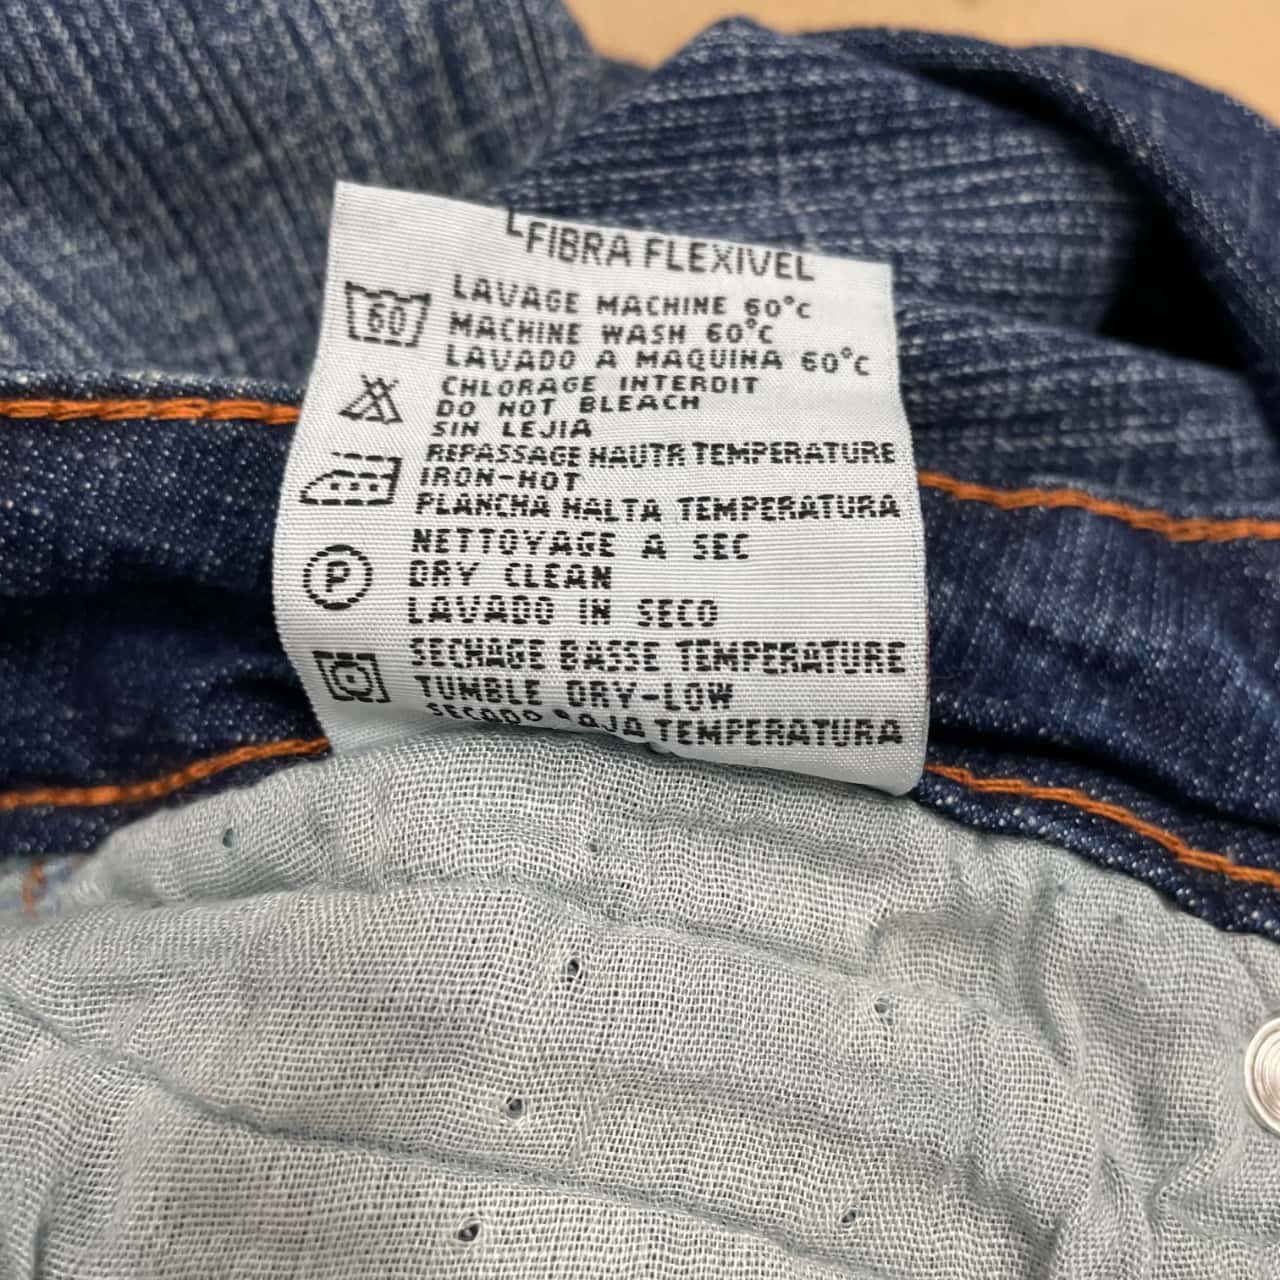 FIBRA FLEXIVEL
60
LAVAGE MACHINE 60°C
MACHINE WASH 60°C
LAVADO A MAQUINA 60°C
CHLORAGE INTERDIT
DO NOT BLEACH
SIN LEJIA
REPASSAGE HAUTR TEMPERATURE
IRON-HOT
PLANCHA HALTA TEMPERATURA
P
NETTOYAGE A SEC
DRY CLEAN
LAVADO IN SECO
SECHAGE BASSE TEMPERATURE
TUMBLE DRY-LOW
SECADO BAJA TEMPERATURA